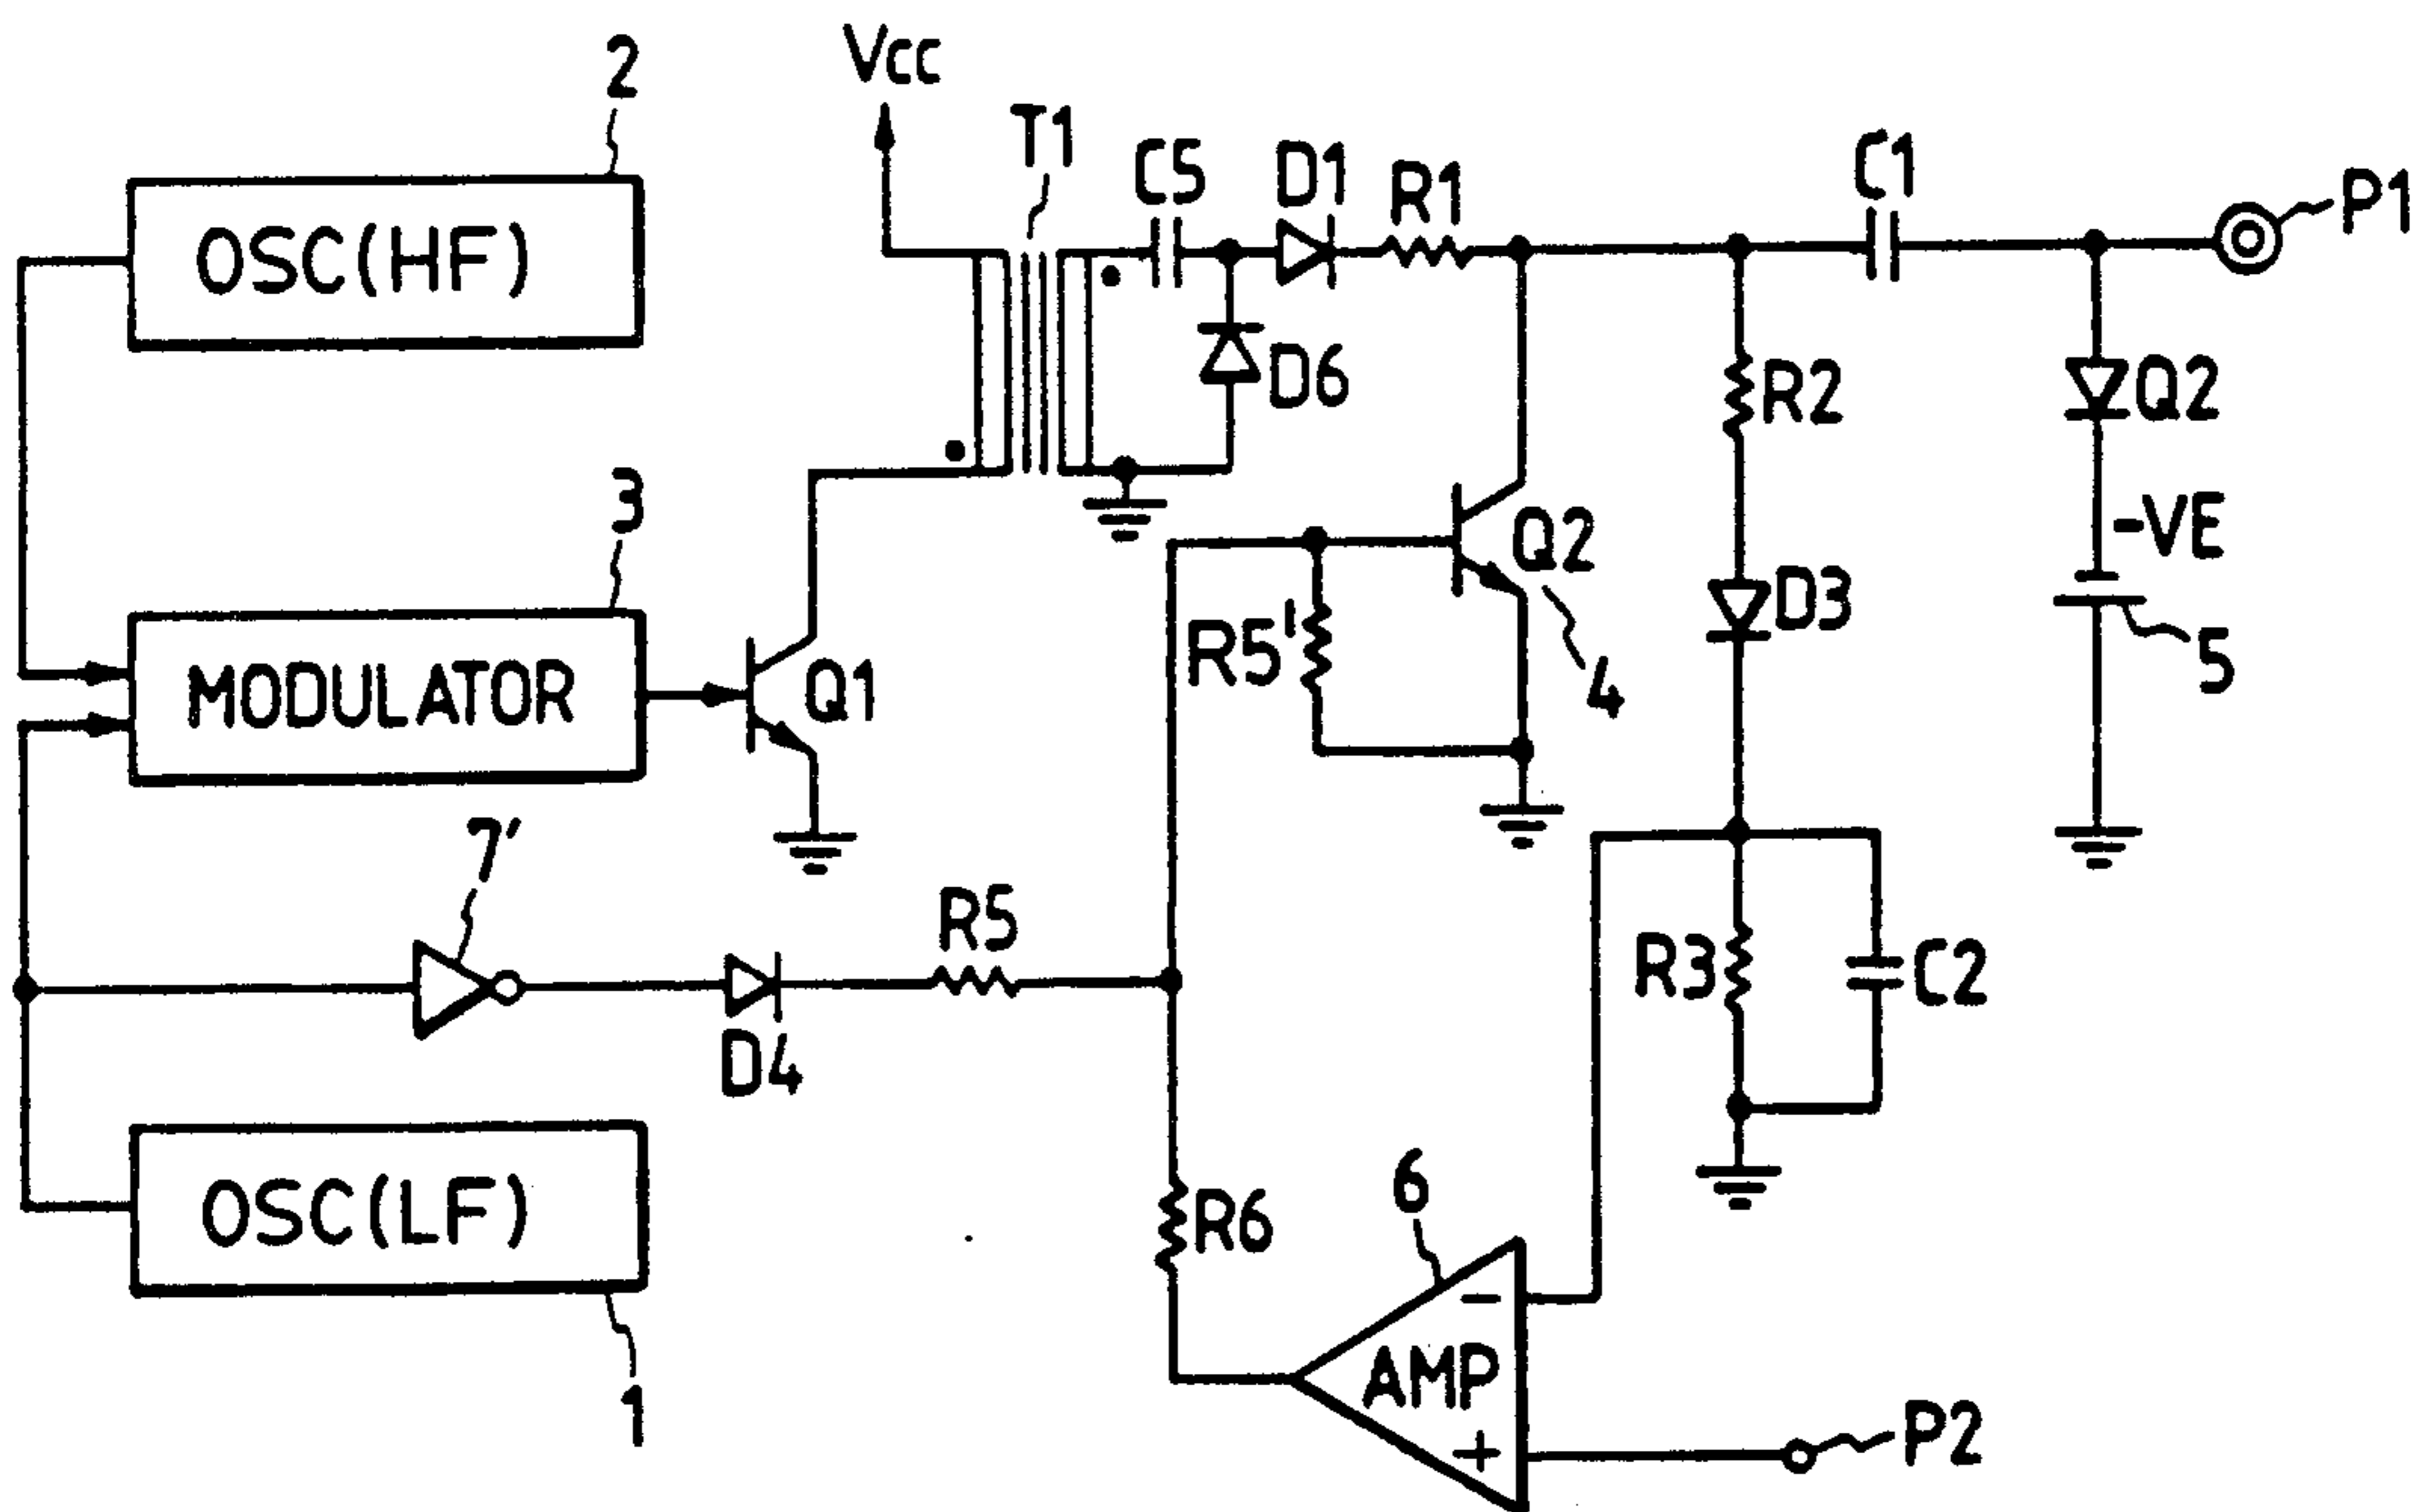 2
Vcc
T1
C5
D1
R1
C1
P1
OSC(HF)
D6
R2
Q2
3
Q2
-VE
D3
R5'
4
5
MODULATOR
Q1
7'
R5
D4
R3
C2
OSC(LF)
R6
6
-
AMP
+
P2
1